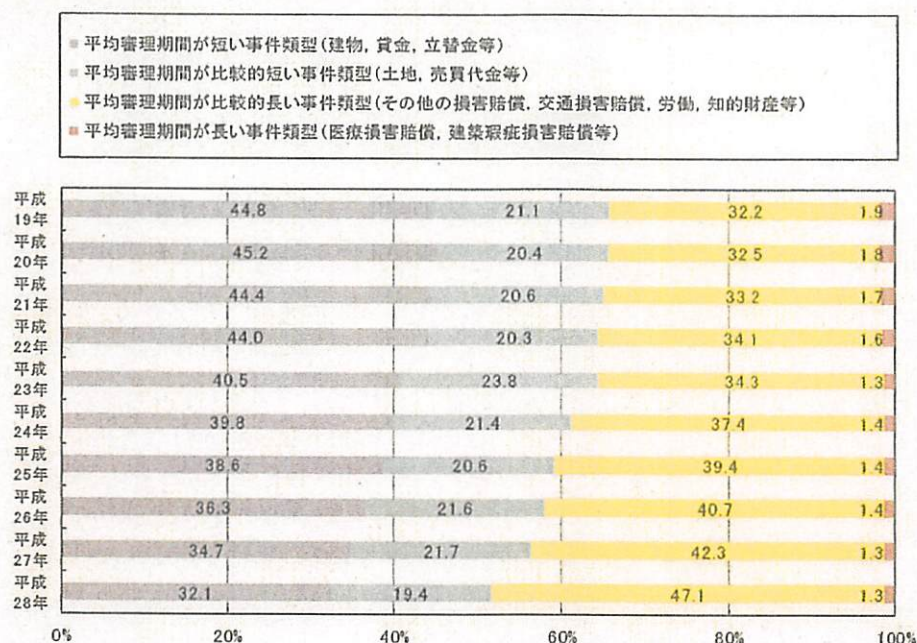 ■平均審理期間が短い事件類型(建物, 貸金, 立替金等)
■平均審理期間が比較的短い事件類型(土地, 売買代金等)
■平均審理期間が比較的長い事件類型(その他の損害賠償, 交通損害賠償, 労働, 知的財産等)
■平均審理期間が長い事件類型(医療損害賠償, 建築瑕疵損害賠償等)
平成
19年 44.8 21.1 32.2 1.9
平成
20年 45.2 20.4 32.5 1.8
平成
21年 44.4 20.6 33.2 1.7
平成
22年 44.0 20.3 34.1 1.6
平成
23年 40.5 23.8 34.3 1.3
平成
24年 39.8 21.4 37.4 1.4
平成
25年 38.6 20.6 39.4 1.4
平成
26年 36.3 21.6 40.7 1.4
平成
27年 34.7 21.7 42.3 1.3
平成
28年 32.1 19.4 47.1 1.3
0% 20% 40% 60% 80% 100%